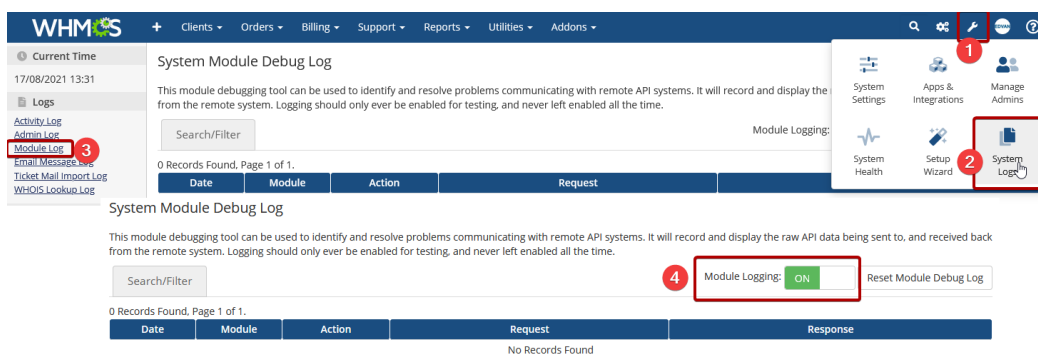 WHMCS
+ Clients Orders Billing Support Reports Utilities Addons
1
Current Time
17/08/2021 13:31
Logs
Activity Log
Admin Log
Module Log
3
Email Message Log
Ticket Mail Import Log
WHOIS Lookup Log
System Module Debug Log
This module debugging tool can be used to identify and resolve problems communicating with remote API systems. It will record and display the
from the remote system. Logging should only ever be enabled for testing, and never left enabled all the time.
Search/Filter
Module Logging:
0 Records Found, Page 1 of 1.
Date Module Action Request
System Settings
Apps & Integrations
Manage Admins
System Health
Setup Wizard
2
System Logs
System Module Debug Log
This module debugging tool can be used to identify and resolve problems communicating with remote API systems. It will record and display the raw API data being sent to, and received back
from the remote system. Logging should only ever be enabled for testing, and never left enabled all the time.
Search/Filter
4
Module Logging: ON
Reset Module Debug Log
0 Records Found, Page 1 of 1.
Date Module Action Request Response
No Records Found